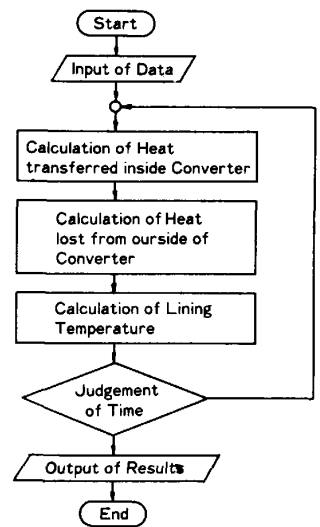 Start
Input of Data
Calculation of Heat
transferred inside Converter
Calculation of Heat
lost from ourside of
Converter
Calculation of Lining
Temperature
Judgement
of Time
Output of Results
End